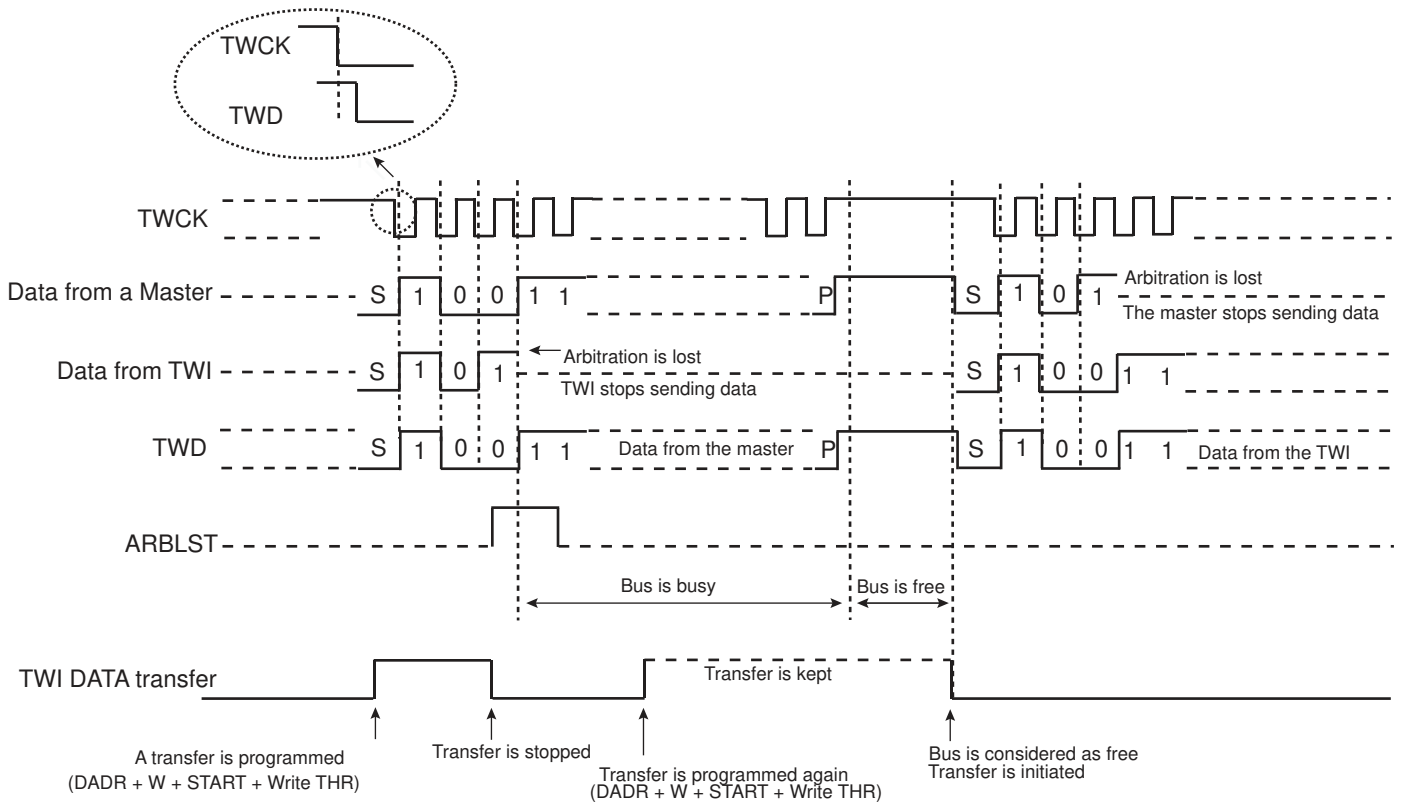 TWCK
TWD
TWCK
Data from a Master
S 1 0 0 1 1
P
S 1 0 1
Arbitration is lost
The master stops sending data
Data from TWI
S 1 0 1
Arbitration is lost
TWI stops sending data
S 1 0 0 1 1
TWD
S 1 0 0 1 1
Data from the master
P
S 1 0 0 1 1
Data from the TWI
ARBLST
Bus is busy
Bus is free
TWI DATA transfer
Transfer is kept
A transfer is programmed
(DADR + W + START + Write THR)
Transfer is stopped
Transfer is programmed again
(DADR + W + START + Write THR)
Bus is considered as free
Transfer is initiated